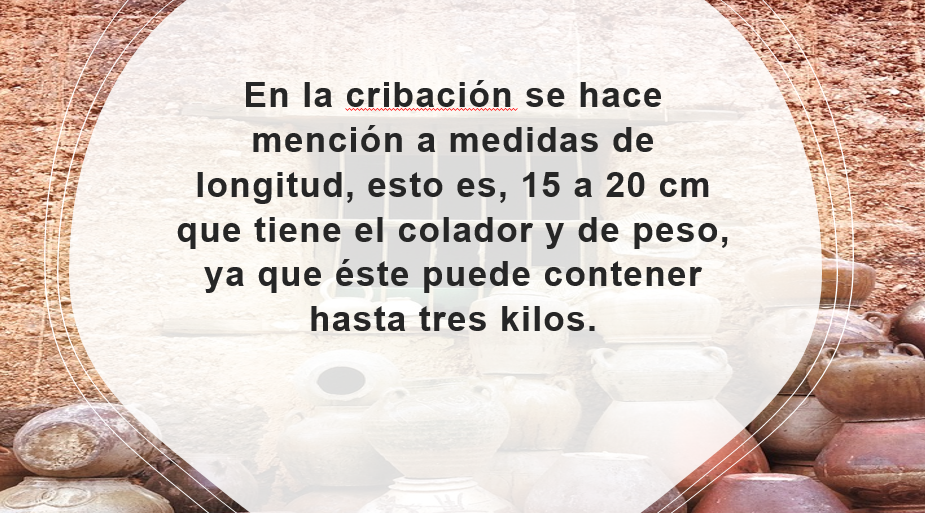 En la cribación se hace
mención a medidas de
longitud, esto es, 15 a 20 cm
que tiene el colador y de peso,
ya que éste puede contener
hasta tres kilos.